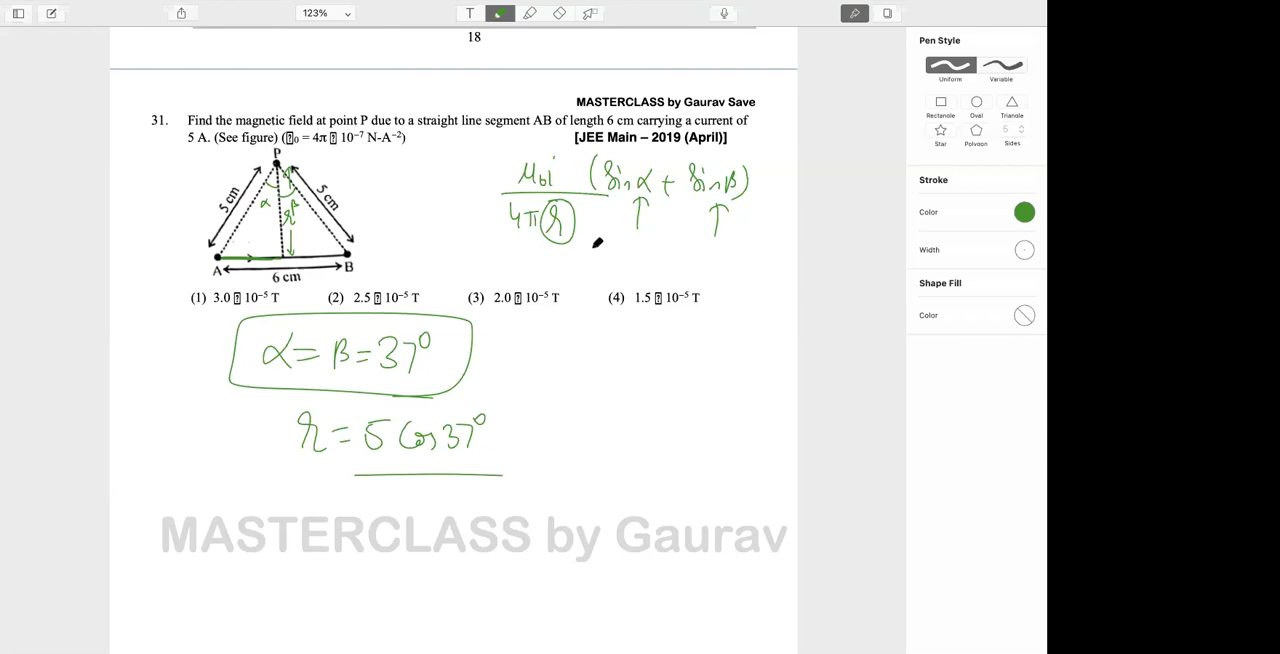 123%
T
18
MASTERCLASS by Gaurav Save
31. Find the magnetic field at point P due to a straight line segment AB of length 6 cm carrying a current of
5 A. (See figure) (▯₀ = 4π ▯ 10⁻⁷ N-A⁻²) [JEE Main – 2019 (April)]
P
5 cm
5 cm
α
β
r
A
B
6 cm
μ₀i / 4πr (Sinα + Sinβ)
(1) 3.0 ▯ 10⁻⁵ T (2) 2.5 ▯ 10⁻⁵ T (3) 2.0 ▯ 10⁻⁵ T (4) 1.5 ▯ 10⁻⁵ T
α = β = 37°
r = 5 Cos 37°
MASTERCLASS by Gaurav
Pen Style
Uniform Variable
Rectangle Oval Triangle
5
Star Polygon Sides
Stroke
Color
Width
Shape Fill
Color